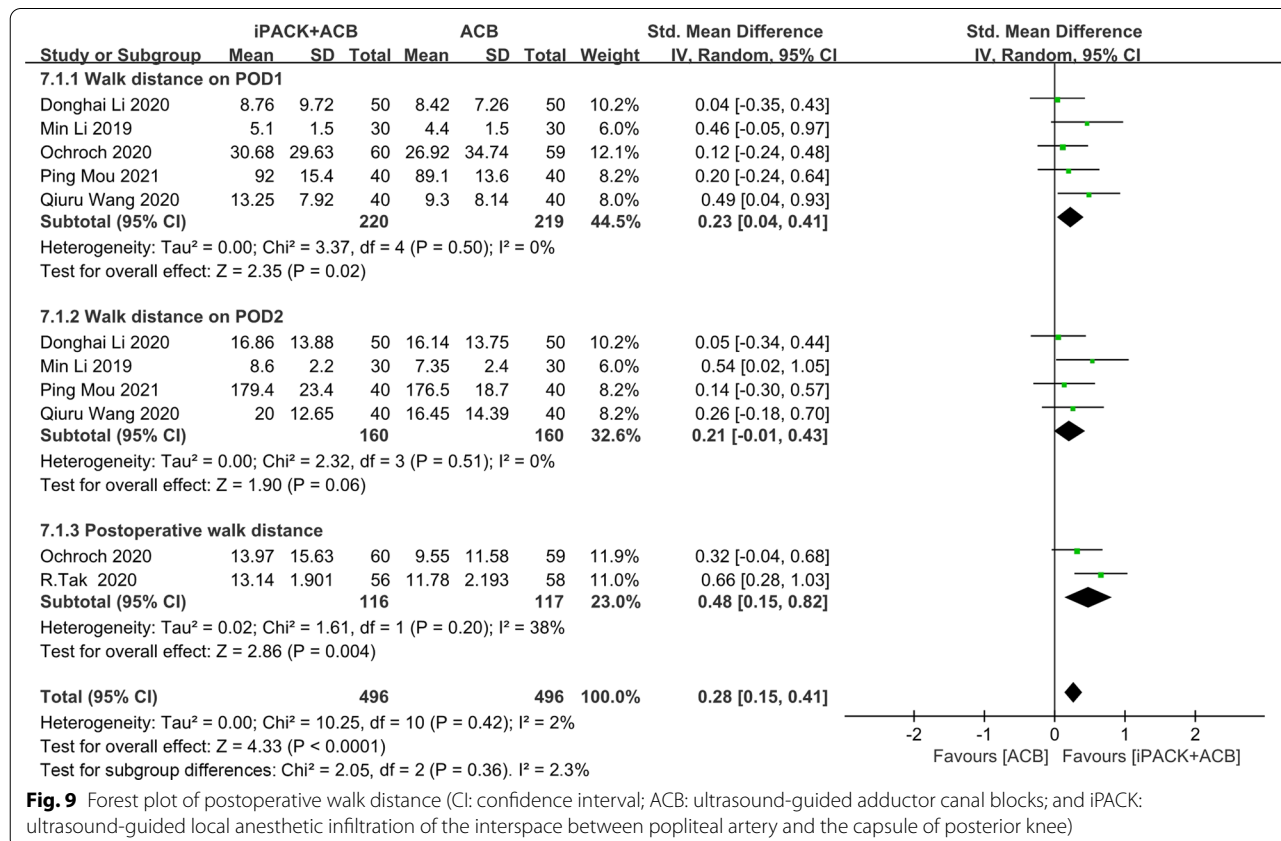 iPACK+ACB ACB Std. Mean Difference Std. Mean Difference
Study or Subgroup Mean SD Total Mean SD Total Weight IV, Random, 95% CI IV, Random, 95% CI
7.1.1 Walk distance on POD1
Donghai Li 2020 8.76 9.72 50 8.42 7.26 50 10.2% 0.04 [-0.35, 0.43]
Min Li 2019 5.1 1.5 30 4.4 1.5 30 6.0% 0.46 [-0.05, 0.97]
Ochroch 2020 30.68 29.63 60 26.92 34.74 59 12.1% 0.12 [-0.24, 0.48]
Ping Mou 2021 92 15.4 40 89.1 13.6 40 8.2% 0.20 [-0.24, 0.64]
Qiuru Wang 2020 13.25 7.92 40 9.3 8.14 40 8.0% 0.49 [0.04, 0.93]
Subtotal (95% CI) 220 219 44.5% 0.23 [0.04, 0.41]
Heterogeneity: Tau² = 0.00; Chi² = 3.37, df = 4 (P = 0.50); I² = 0%
Test for overall effect: Z = 2.35 (P = 0.02)
7.1.2 Walk distance on POD2
Donghai Li 2020 16.86 13.88 50 16.14 13.75 50 10.2% 0.05 [-0.34, 0.44]
Min Li 2019 8.6 2.2 30 7.35 2.4 30 6.0% 0.54 [0.02, 1.05]
Ping Mou 2021 179.4 23.4 40 176.5 18.7 40 8.2% 0.14 [-0.30, 0.57]
Qiuru Wang 2020 20 12.65 40 16.45 14.39 40 8.2% 0.26 [-0.18, 0.70]
Subtotal (95% CI) 160 160 32.6% 0.21 [-0.01, 0.43]
Heterogeneity: Tau² = 0.00; Chi² = 2.32, df = 3 (P = 0.51); I² = 0%
Test for overall effect: Z = 1.90 (P = 0.06)
7.1.3 Postoperative walk distance
Ochroch 2020 13.97 15.63 60 9.55 11.58 59 11.9% 0.32 [-0.04, 0.68]
R.Tak 2020 13.14 1.901 56 11.78 2.193 58 11.0% 0.66 [0.28, 1.03]
Subtotal (95% CI) 116 117 23.0% 0.48 [0.15, 0.82]
Heterogeneity: Tau² = 0.02; Chi² = 1.61, df = 1 (P = 0.20); I² = 38%
Test for overall effect: Z = 2.86 (P = 0.004)
Total (95% CI) 496 496 100.0% 0.28 [0.15, 0.41]
Heterogeneity: Tau² = 0.00; Chi² = 10.25, df = 10 (P = 0.42); I² = 2%
Test for overall effect: Z = 4.33 (P < 0.0001)
Test for subgroup differences: Chi² = 2.05, df = 2 (P = 0.36). I² = 2.3%
-2 -1 0 1 2
Favours [ACB] Favours [iPACK+ACB]
Fig. 9 Forest plot of postoperative walk distance (CI: confidence interval; ACB: ultrasound-guided adductor canal blocks; and iPACK:
ultrasound-guided local anesthetic infiltration of the interspace between popliteal artery and the capsule of posterior knee)